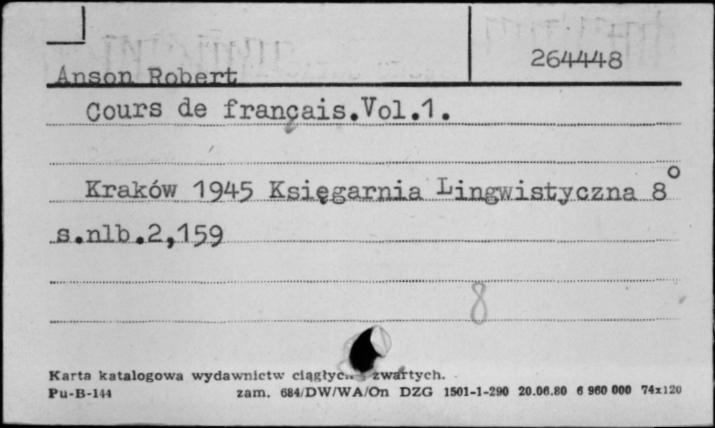 264448
Anson Robert
Cours de français.Vol.1.
Kraków 1945 Księgarnia Lingwistyczna 8°
s.nlb.2,159
8
Karta katalogowa wydawnictw ciągłych zwartych.
Pu-B-144 zam. 684/DW/WA/On DZG 1501-1-290 20.06.80 6 960 000 74x120